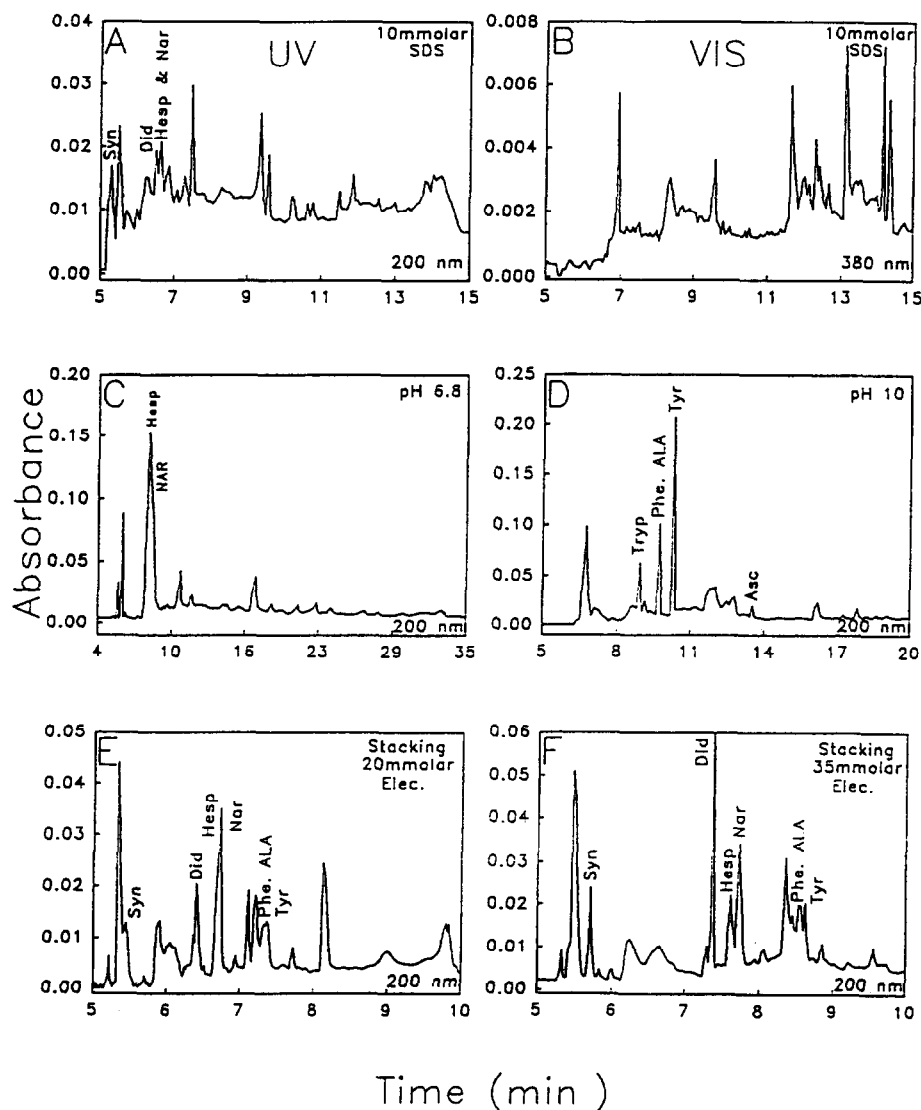 A
UV
10mmolar
SDS
Syn
Did
Hesp & Nar
0.04
0.03
0.02
0.01
0.00
200 nm
5 7 9 11 13 15
B
VIS
10mmolar
SDS
0.008
0.006
0.004
0.002
0.000
380 nm
5 7 9 11 13 15
C
pH 6.8
Hesp
NAR
0.20
0.15
0.10
0.05
0.00
200 nm
4 10 16 23 29 35
D
pH 10
Tryp
Phe. ALA
Tyr
Asc
0.25
0.20
0.15
0.10
0.05
0.00
200 nm
5 8 11 14 17 20
Absorbance
E
Stacking
20mmolar
Elec.
Syn
Did
Hesp
Nar
Phe. ALA
Tyr
0.05
0.04
0.03
0.02
0.01
0.00
200 nm
5 6 7 8 9 10
F
Stacking
35mmolar
Elec.
Syn
Did
Hesp
Nar
Phe. ALA
Tyr
0.06
0.05
0.04
0.03
0.02
0.01
0.00
200 nm
5 6 7 8 9 10
Time (min )